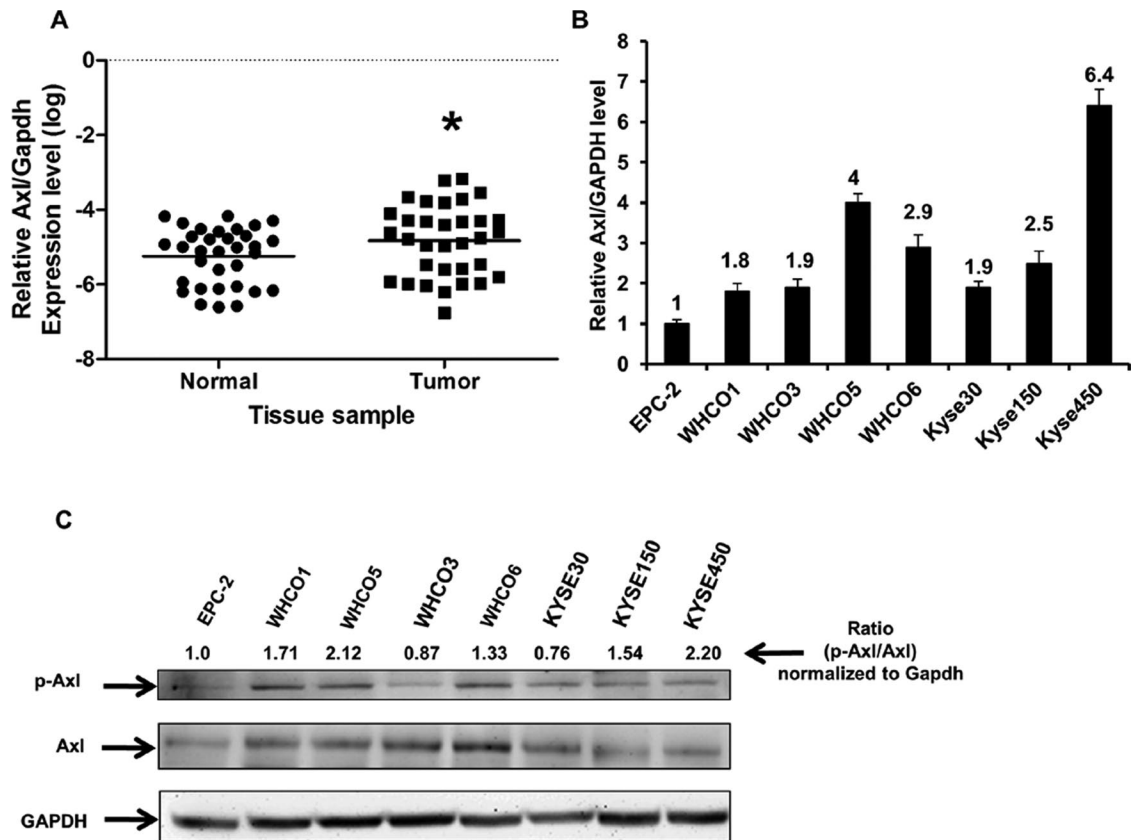 A
Relative Axl/Gapdh
Expression level (log)
0
-2
-4
-6
-8
*
Normal
Tumor
Tissue sample
B
Relative Axl/GAPDH level
8
7
6
5
4
3
2
1
0
1
1.8
1.9
4
2.9
1.9
2.5
6.4
EPC-2
WHCO1
WHCO3
WHCO5
WHCO6
Kyse30
Kyse150
Kyse450
C
EPC-2
WHCO1
WHCO5
WHCO3
WHCO6
KYSE30
KYSE150
KYSE450
1.0 1.71 2.12 0.87 1.33 0.76 1.54 2.20
Ratio
(p-Axl/Axl)
normalized to Gapdh
p-Axl
Axl
GAPDH